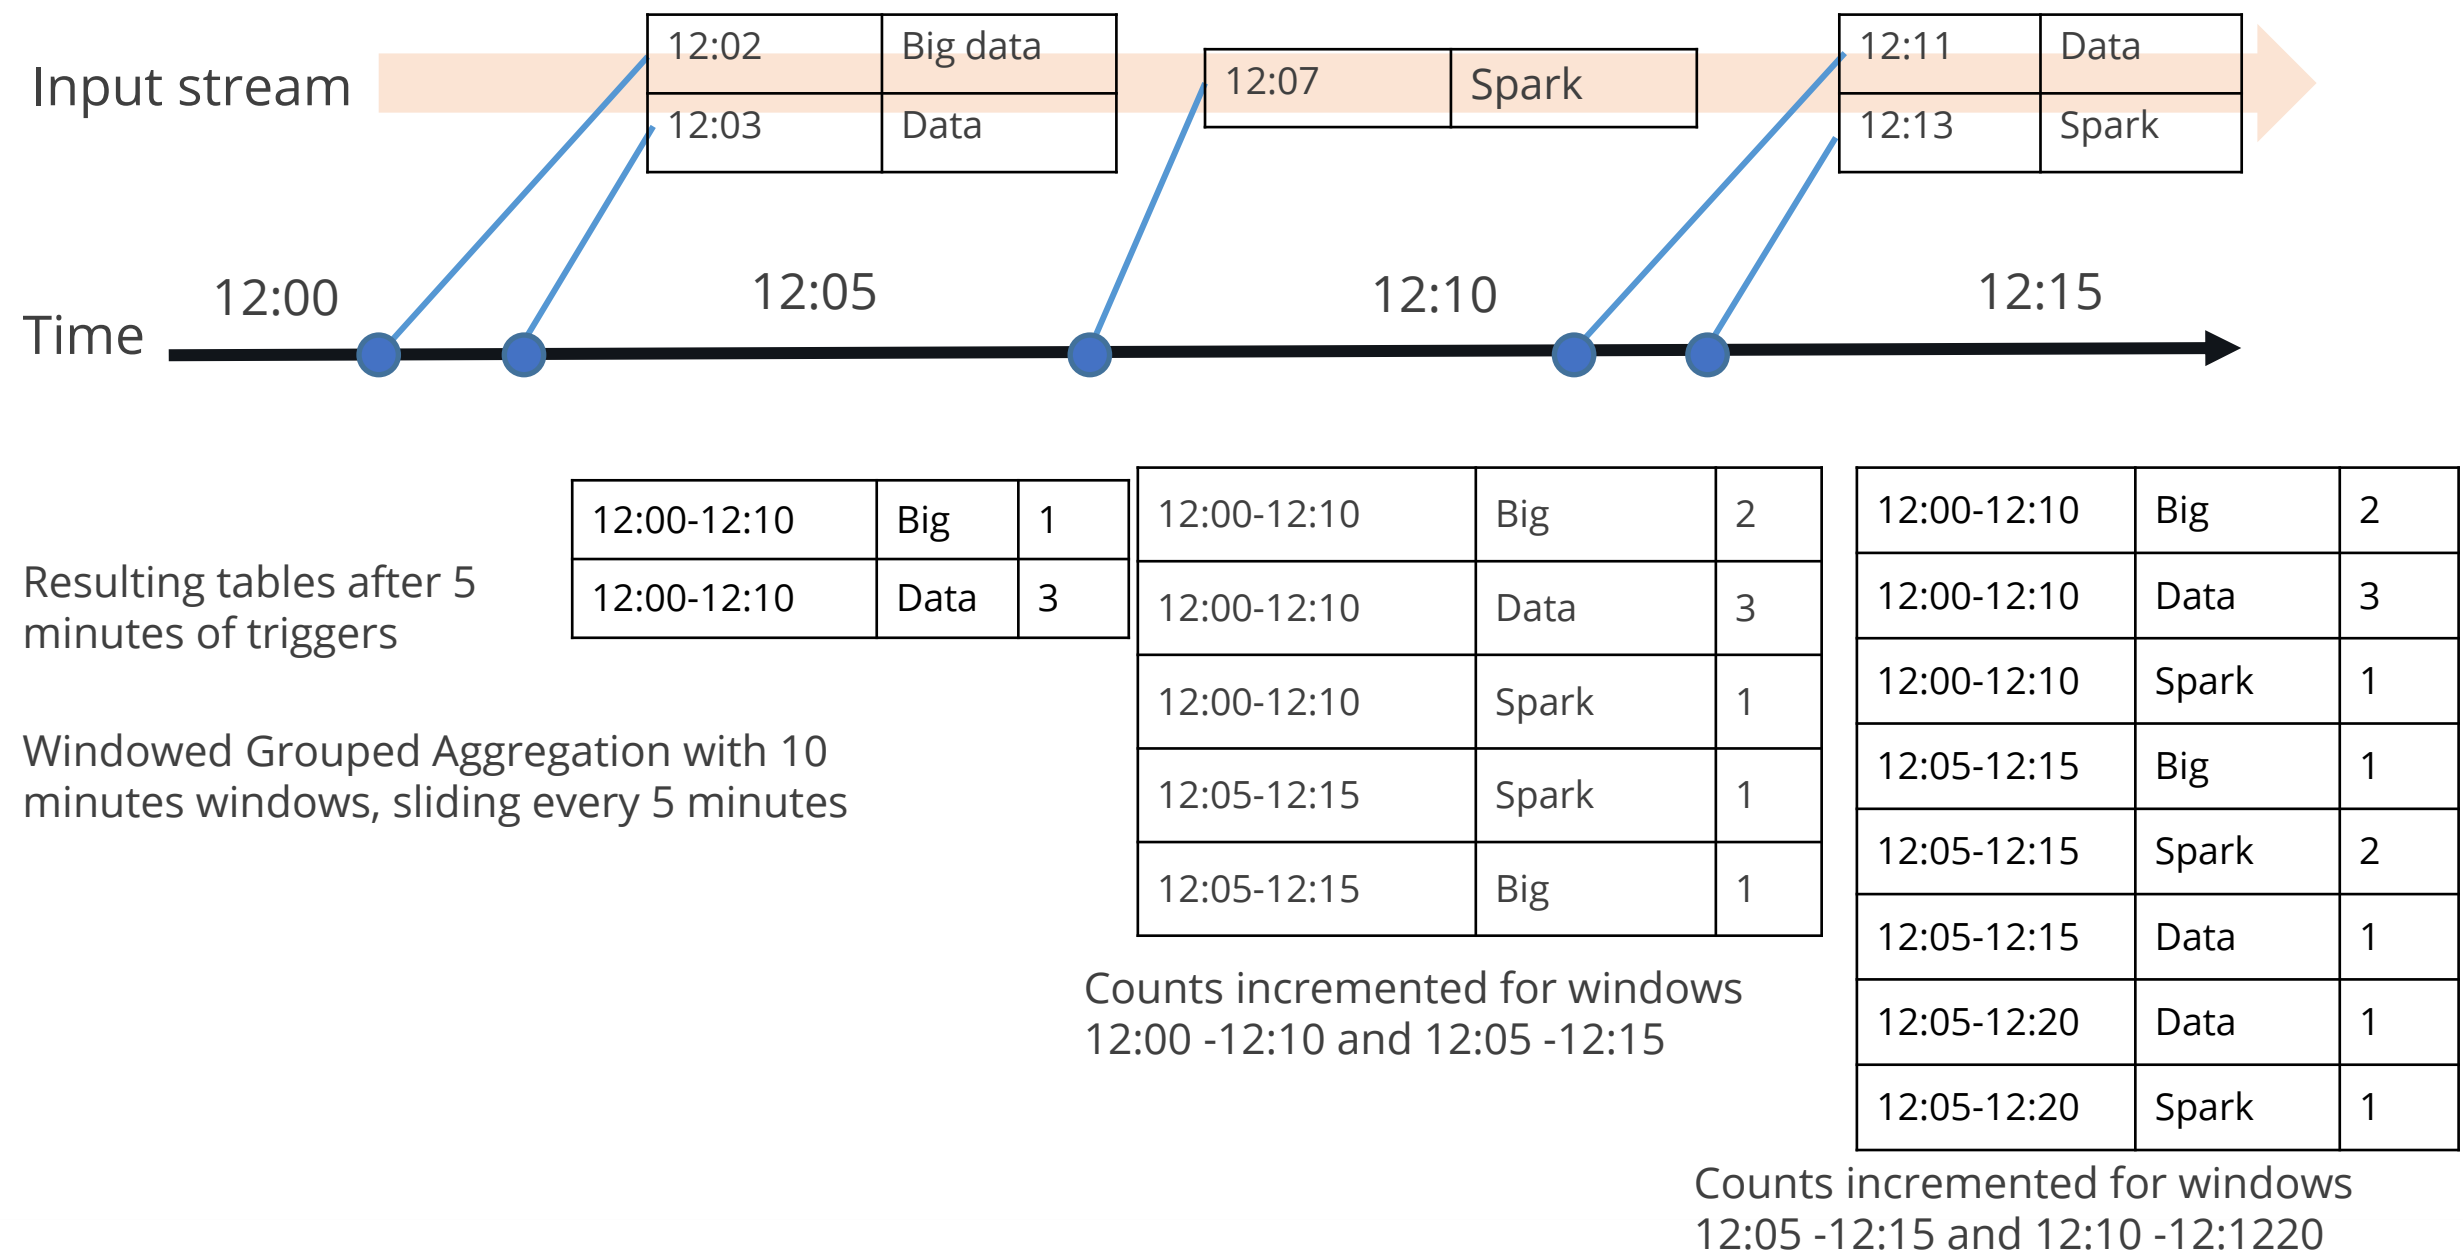 Input stream
12:02 Big data
12:03 Data
12:07 Spark
12:11 Data
12:13 Spark
Time
12:00 12:05 12:10 12:15
Resulting tables after 5
minutes of triggers
Windowed Grouped Aggregation with 10
minutes windows, sliding every 5 minutes
12:00-12:10 Big 1
12:00-12:10 Data 3
12:00-12:10 Big 2
12:00-12:10 Data 3
12:00-12:10 Spark 1
12:05-12:15 Spark 1
12:05-12:15 Big 1
Counts incremented for windows
12:00 -12:10 and 12:05 -12:15
12:00-12:10 Big 2
12:00-12:10 Data 3
12:00-12:10 Spark 1
12:05-12:15 Big 1
12:05-12:15 Spark 2
12:05-12:15 Data 1
12:05-12:20 Data 1
12:05-12:20 Spark 1
Counts incremented for windows
12:05 -12:15 and 12:10 -12:1220